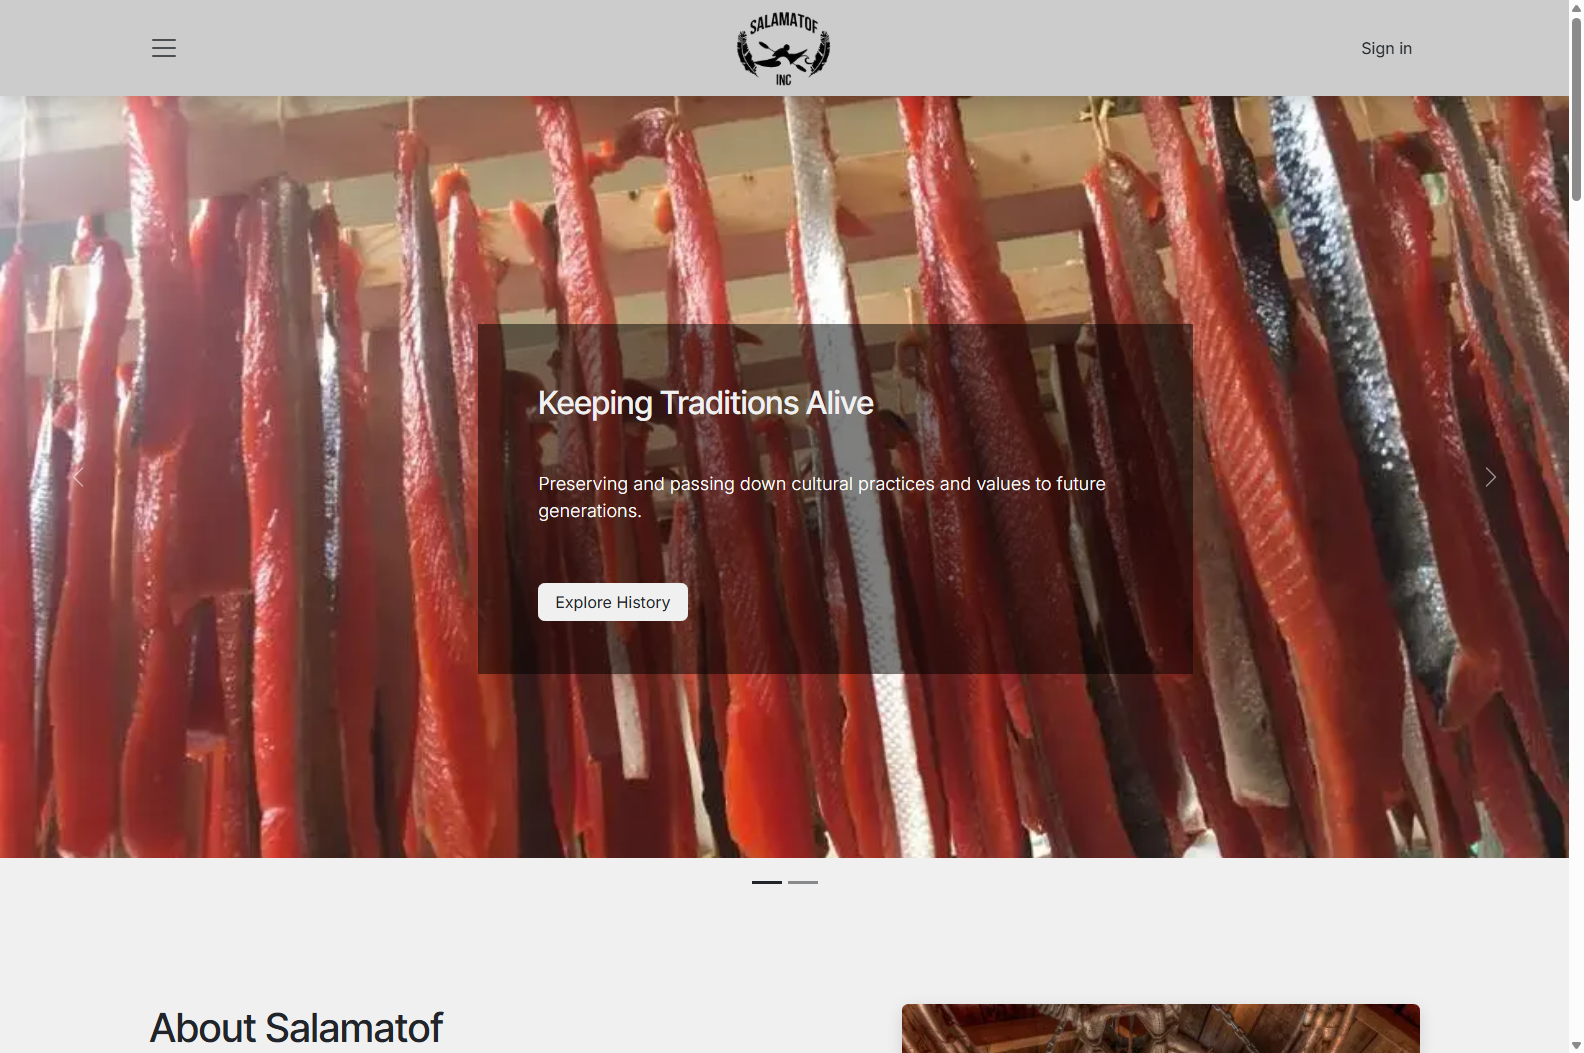 SALAMATOF
INC
Sign in
Keeping Traditions Alive
Preserving and passing down cultural practices and values to future
generations.
Explore History
About Salamatof